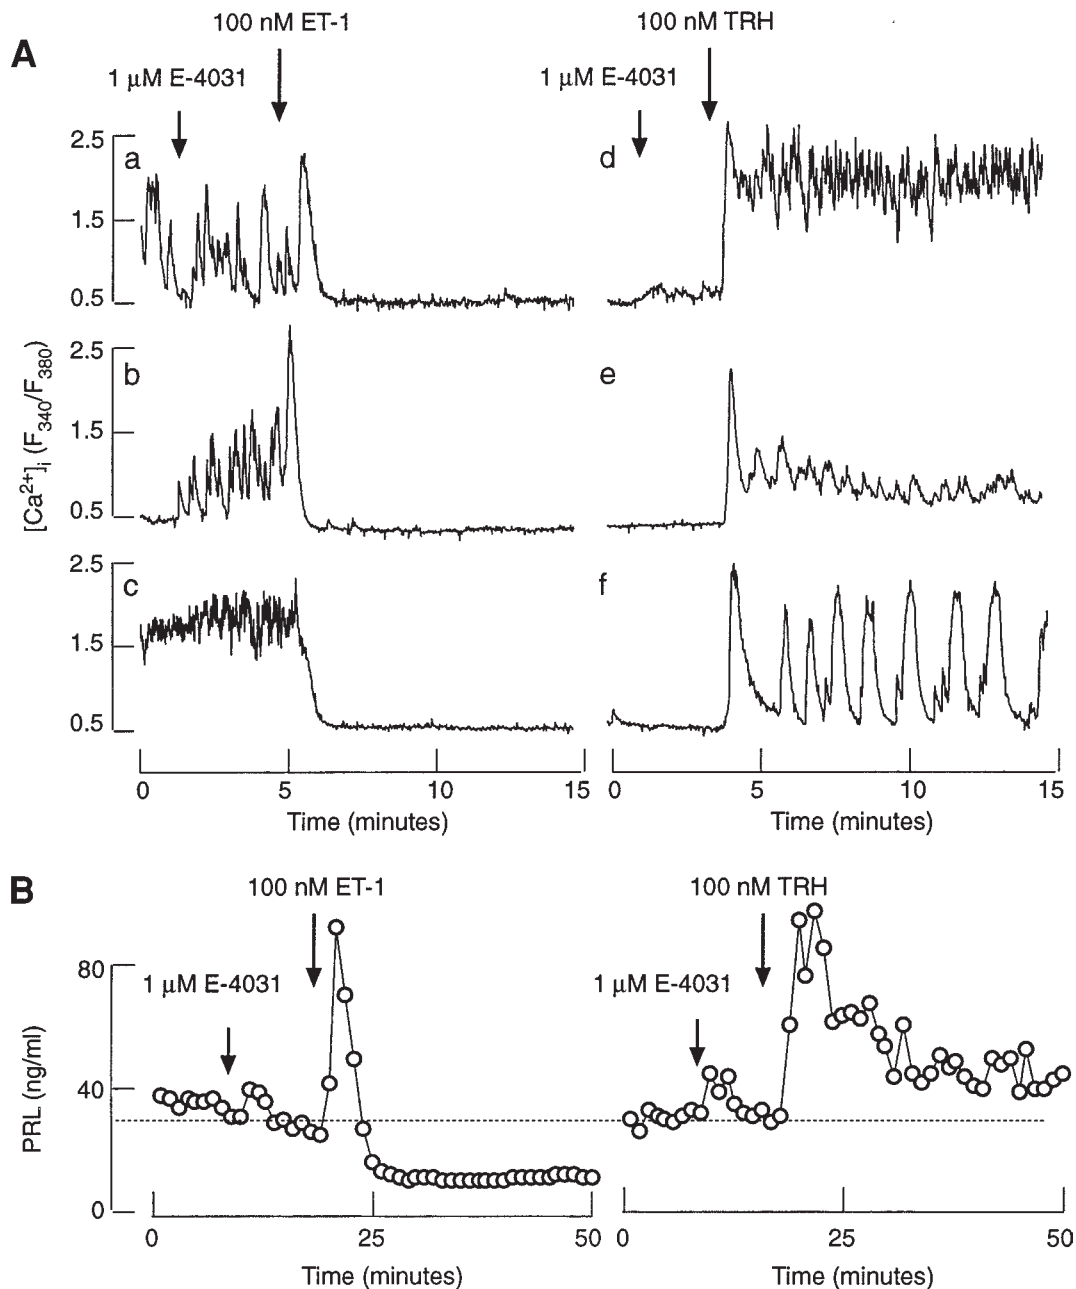 A
100 nM ET-1
100 nM TRH
1 μM E-4031
1 μM E-4031
[Ca2+]i (F340/F380)
2.5
1.5
0.5
a
d
2.5
1.5
0.5
b
e
2.5
1.5
0.5
c
f
0 5 10 15
0 5 10 15
Time (minutes)
Time (minutes)
B
100 nM ET-1
100 nM TRH
1 μM E-4031
1 μM E-4031
PRL (ng/ml)
80
40
0
0 25 50
0 25 50
Time (minutes)
Time (minutes)